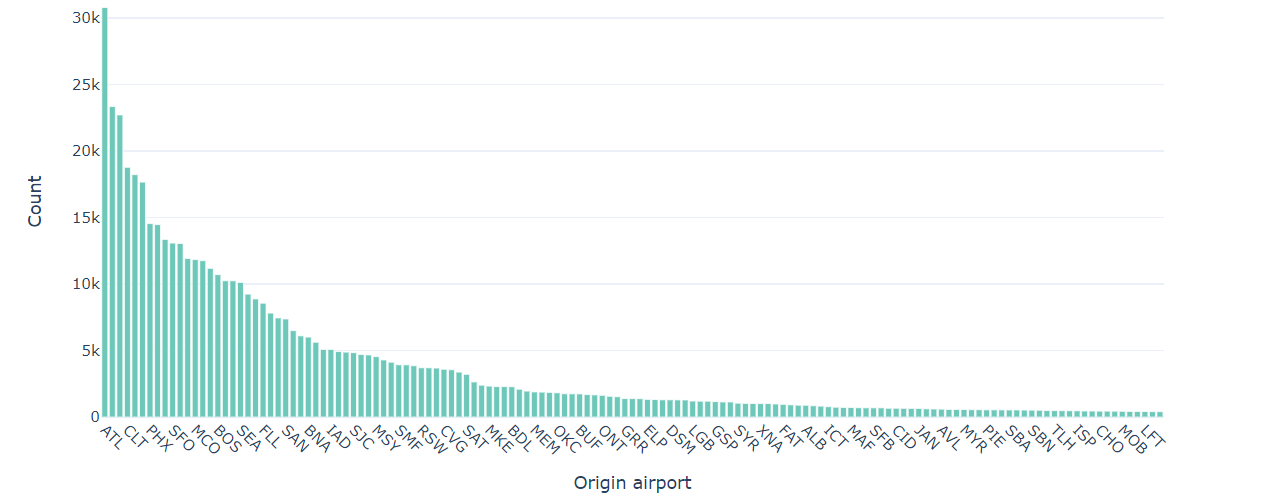 30k
25k
20k
15k
10k
5k
0
Count
ATL
CLT
PHX
SFO
MCO
BOS
SEA
FLL
SAN
BNA
IAD
SJC
MSY
SMF
RSW
CVG
SAT
MKE
BDL
MEM
OKC
BUF
ONT
GRR
ELP
DSM
LGB
GSP
SYR
XNA
FAT
ALB
ICT
MAF
SFB
CID
JAN
AVL
MYR
PIE
SBA
SBN
TLH
ISP
CHO
MOB
LFT
Origin airport